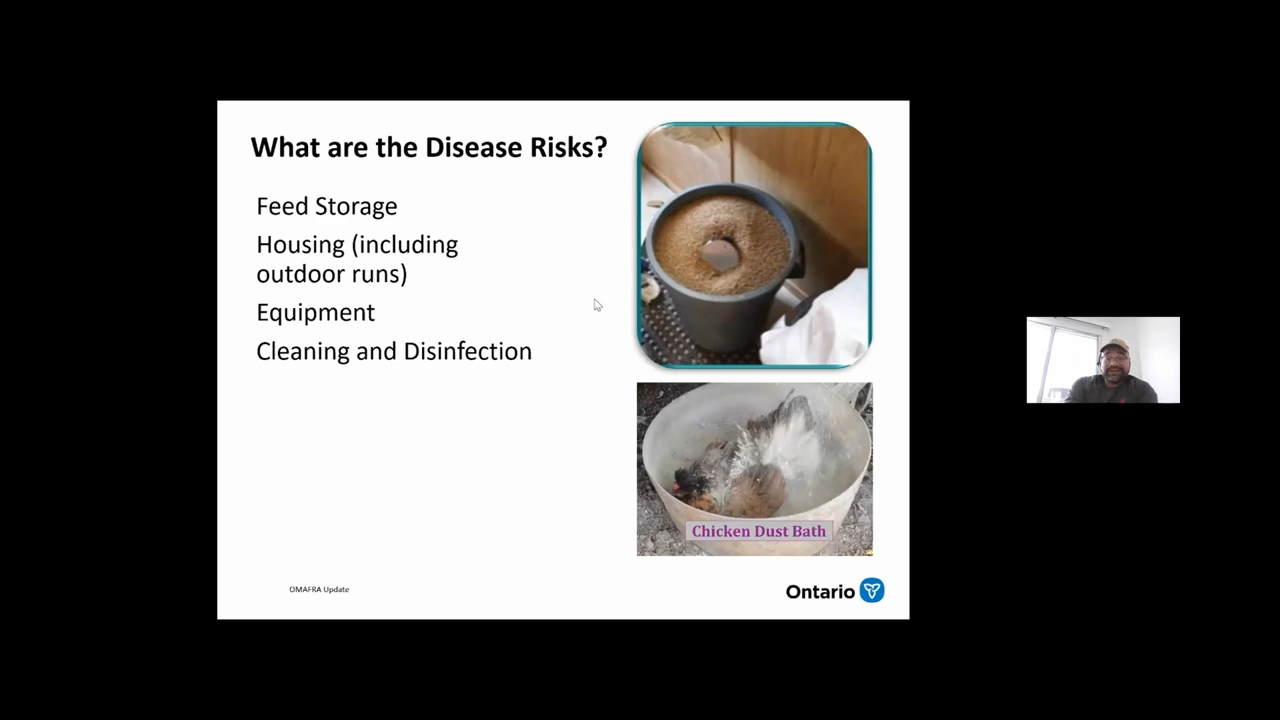 What are the Disease Risks?
Feed Storage
Housing (including
outdoor runs)
Equipment
Cleaning and Disinfection
Chicken Dust Bath
OMAFRA Update
Ontario